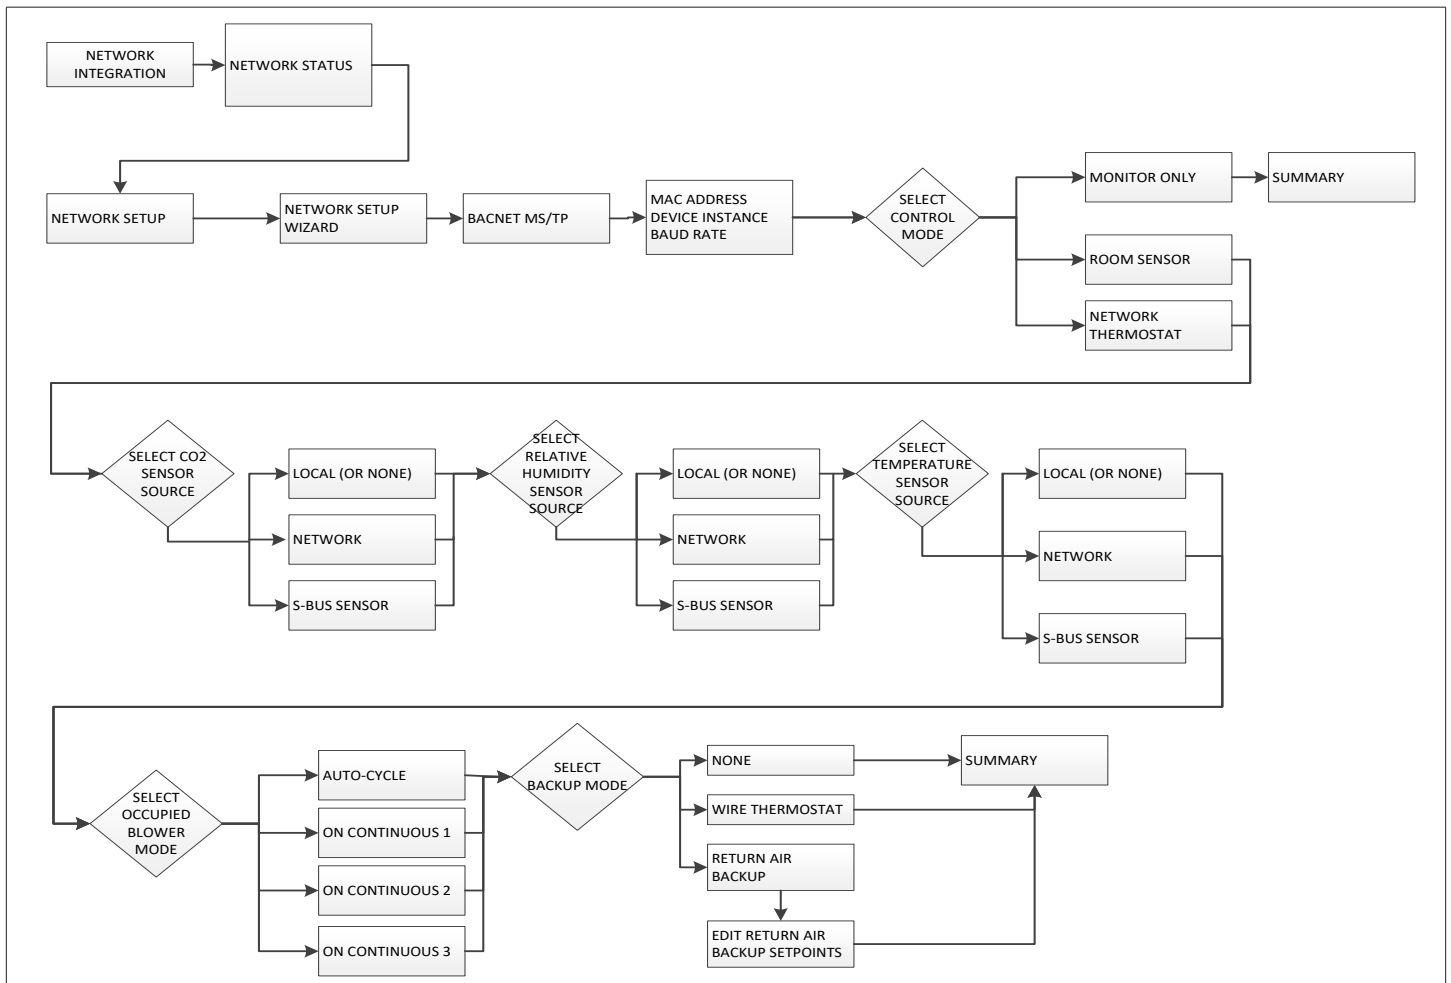 NETWORK
INTEGRATION
NETWORK STATUS
NETWORK SETUP
NETWORK SETUP
WIZARD
BACNET MS/TP
MAC ADDRESS
DEVICE INSTANCE
BAUD RATE
SELECT
CONTROL
MODE
MONITOR ONLY
SUMMARY
ROOM SENSOR
NETWORK
THERMOSTAT
SELECT CO2
SENSOR
SOURCE
LOCAL (OR NONE)
NETWORK
S-BUS SENSOR
SELECT
RELATIVE
HUMIDITY
SENSOR
SOURCE
LOCAL (OR NONE)
NETWORK
S-BUS SENSOR
SELECT
TEMPERATURE
SENSOR
SOURCE
LOCAL (OR NONE)
NETWORK
S-BUS SENSOR
SELECT
OCCUPIED
BLOWER
MODE
AUTO-CYCLE
ON CONTINUOUS 1
ON CONTINUOUS 2
ON CONTINUOUS 3
SELECT
BACKUP MODE
NONE
WIRE THERMOSTAT
RETURN AIR
BACKUP
EDIT RETURN AIR
BACKUP SETPOINTS
SUMMARY